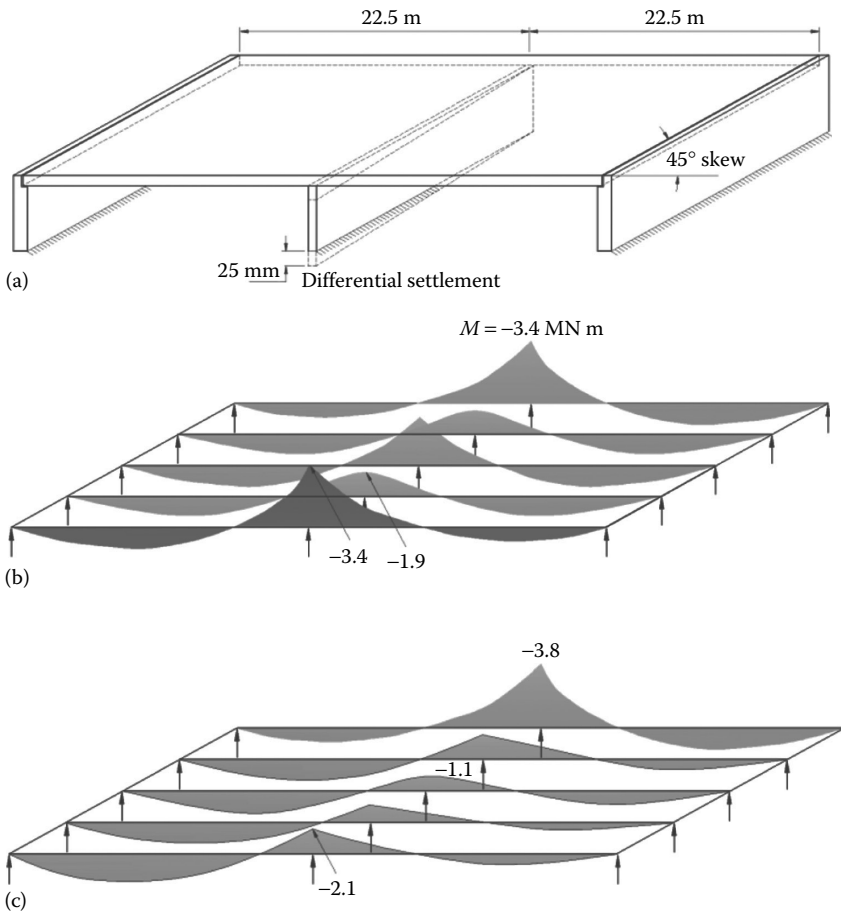 22.5 m
22.5 m
45° skew
25 mm
Differential settlement
(a)
M = −3.4 MN m
−3.4
−1.9
(b)
−3.8
−1.1
−2.1
(c)